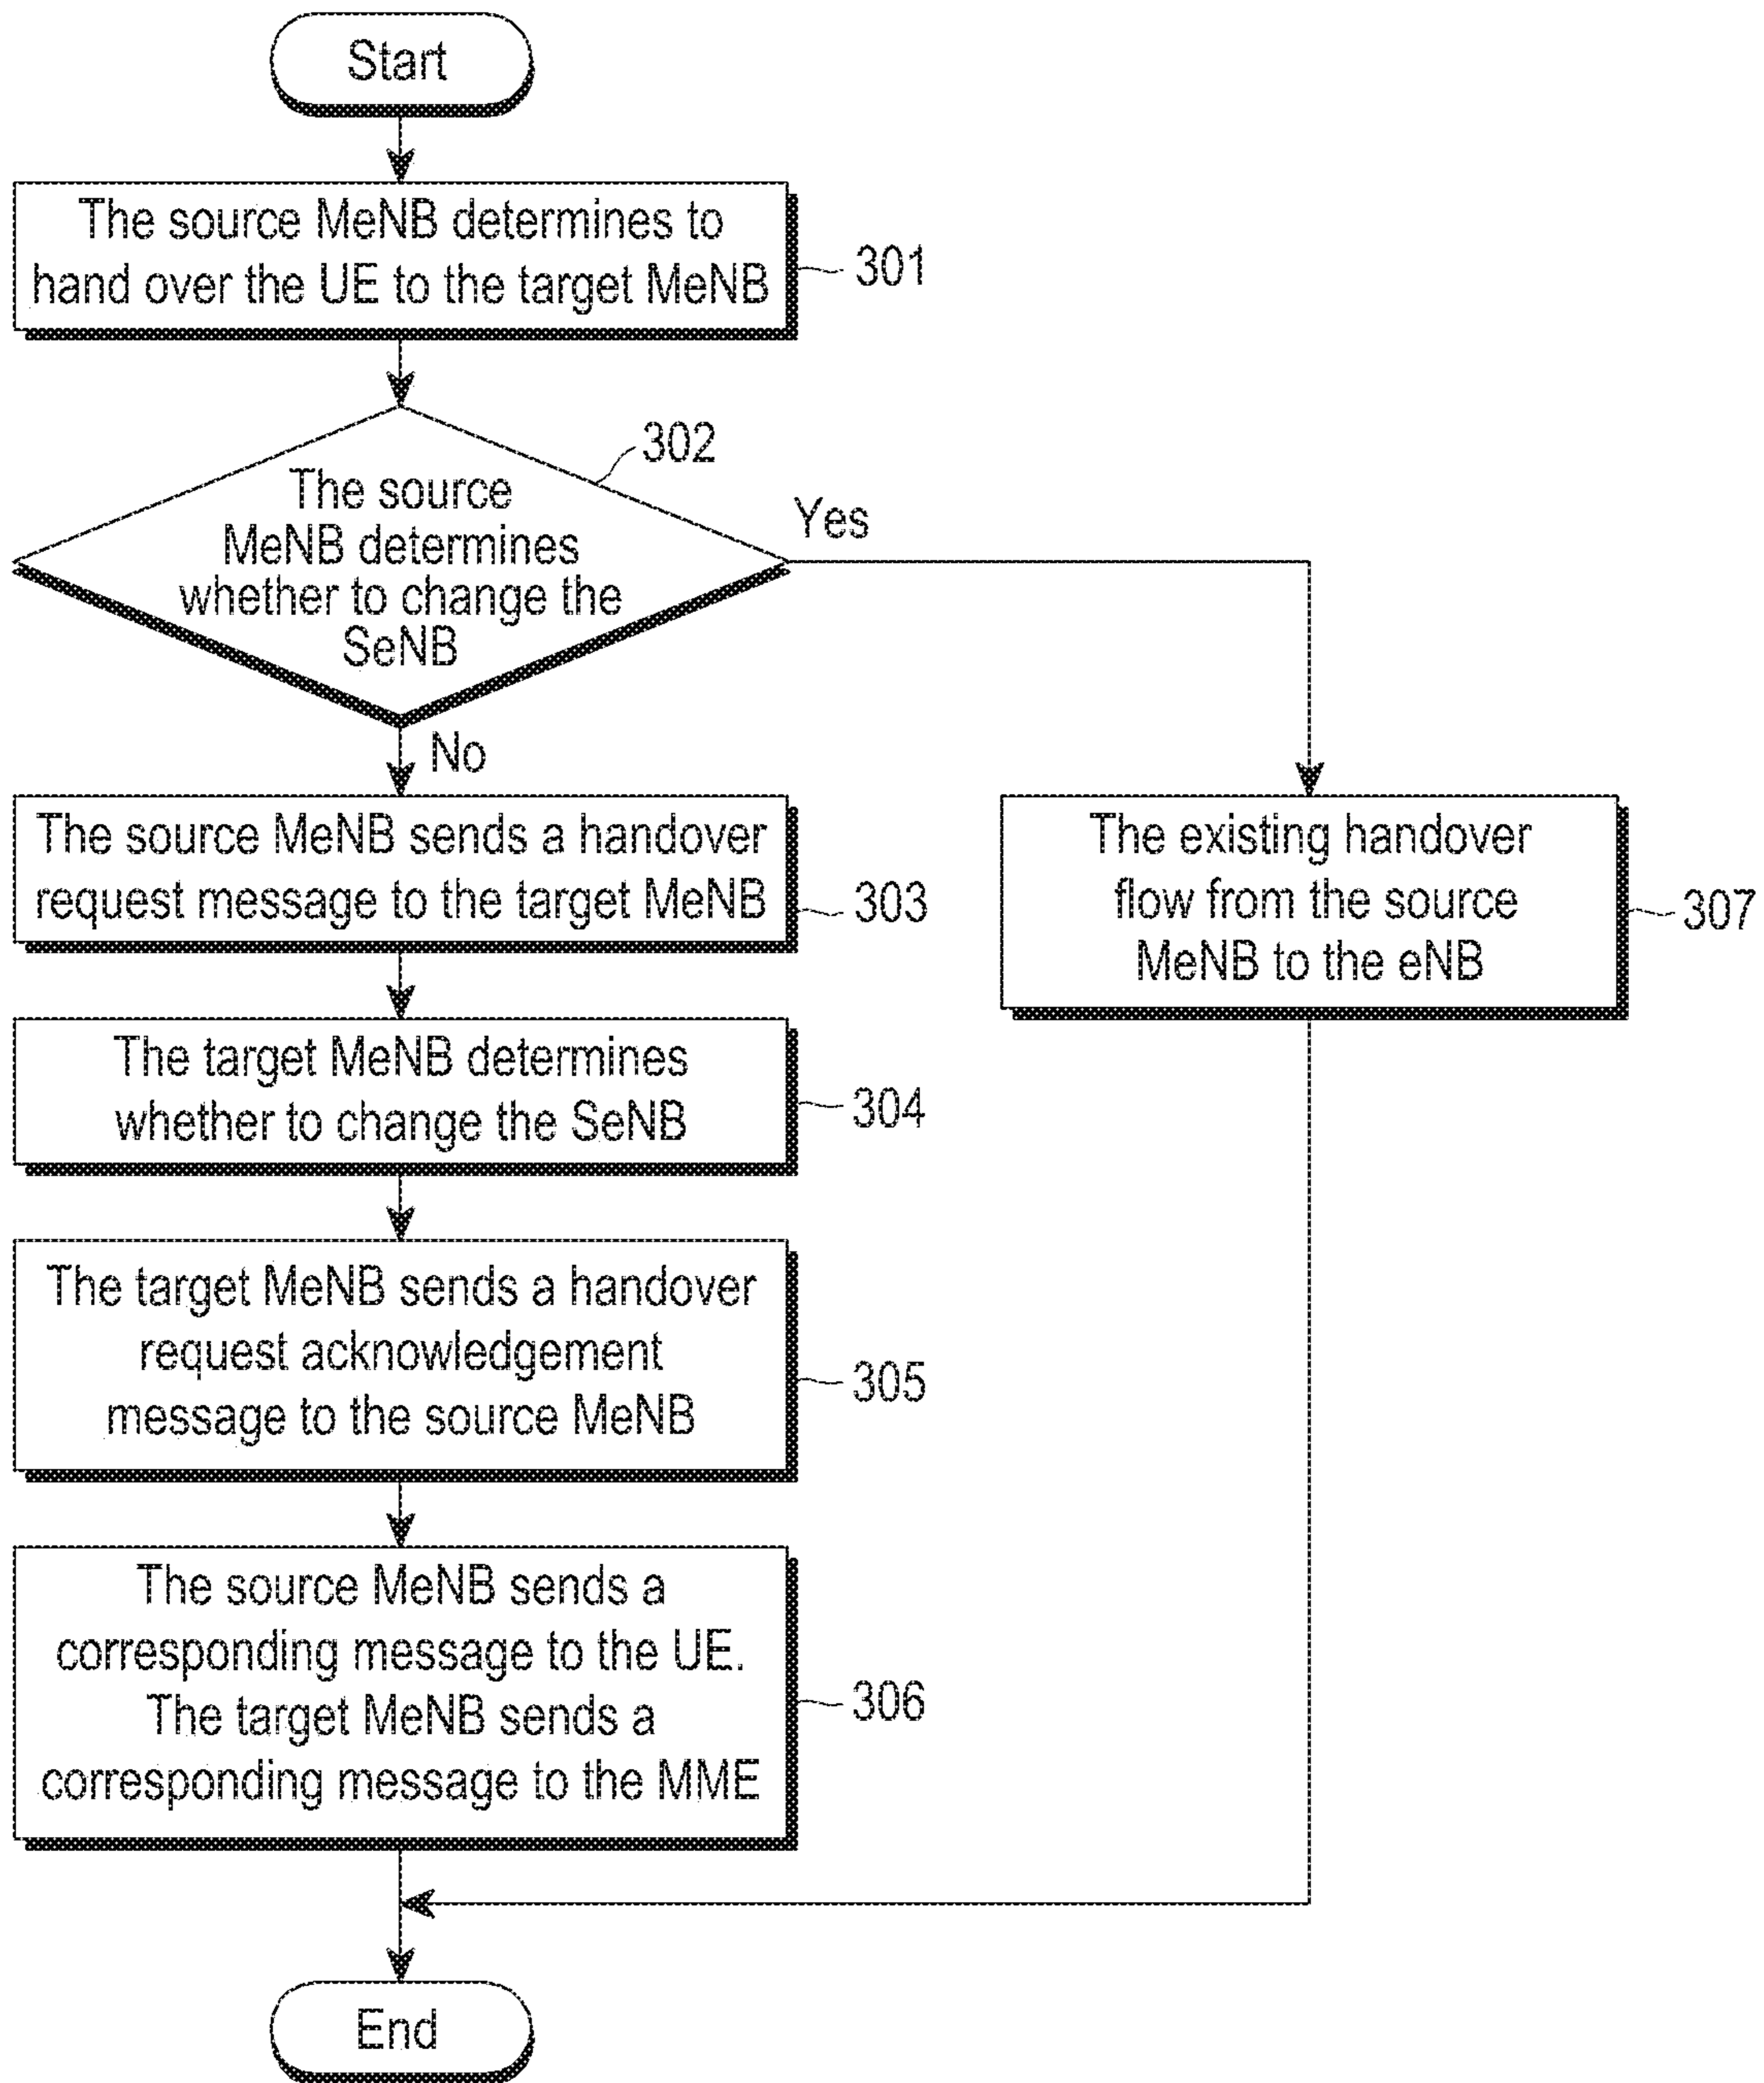 Start
The source MeNB determines to
hand over the UE to the target MeNB
301
302
The source
MeNB determines
whether to change the
SeNB
Yes
No
The source MeNB sends a handover
request message to the target MeNB
303
The existing handover
flow from the source
MeNB to the eNB
307
The target MeNB determines
whether to change the SeNB
304
The target MeNB sends a handover
request acknowledgement
message to the source MeNB
305
The source MeNB sends a
corresponding message to the UE.
The target MeNB sends a
corresponding message to the MME
306
End